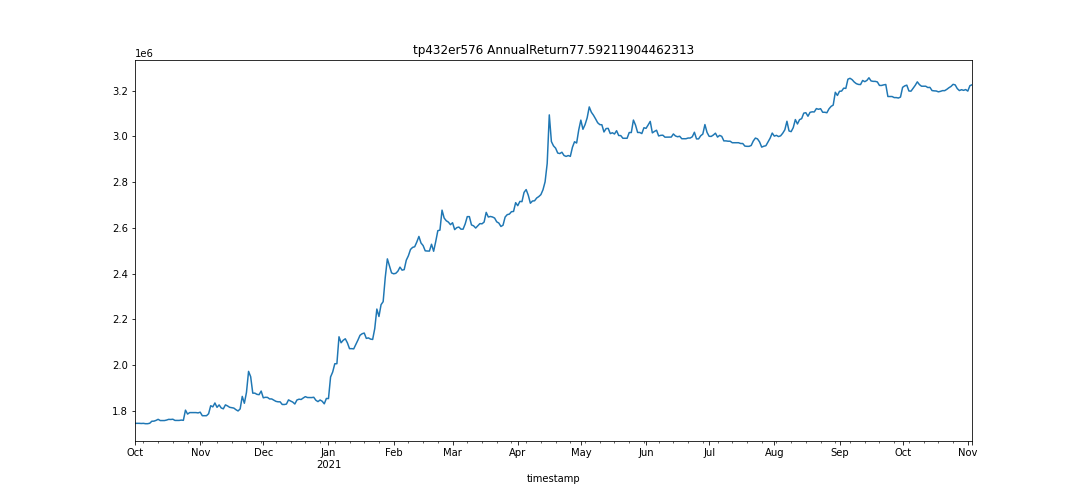 tp432er576 AnnualReturn77.59211904462313
1e6
3.2
3.0
2.8
2.6
2.4
2.2
2.0
1.8
Oct Nov Dec Jan Feb Mar Apr May Jun Jul Aug Sep Oct Nov
2021
timestamp